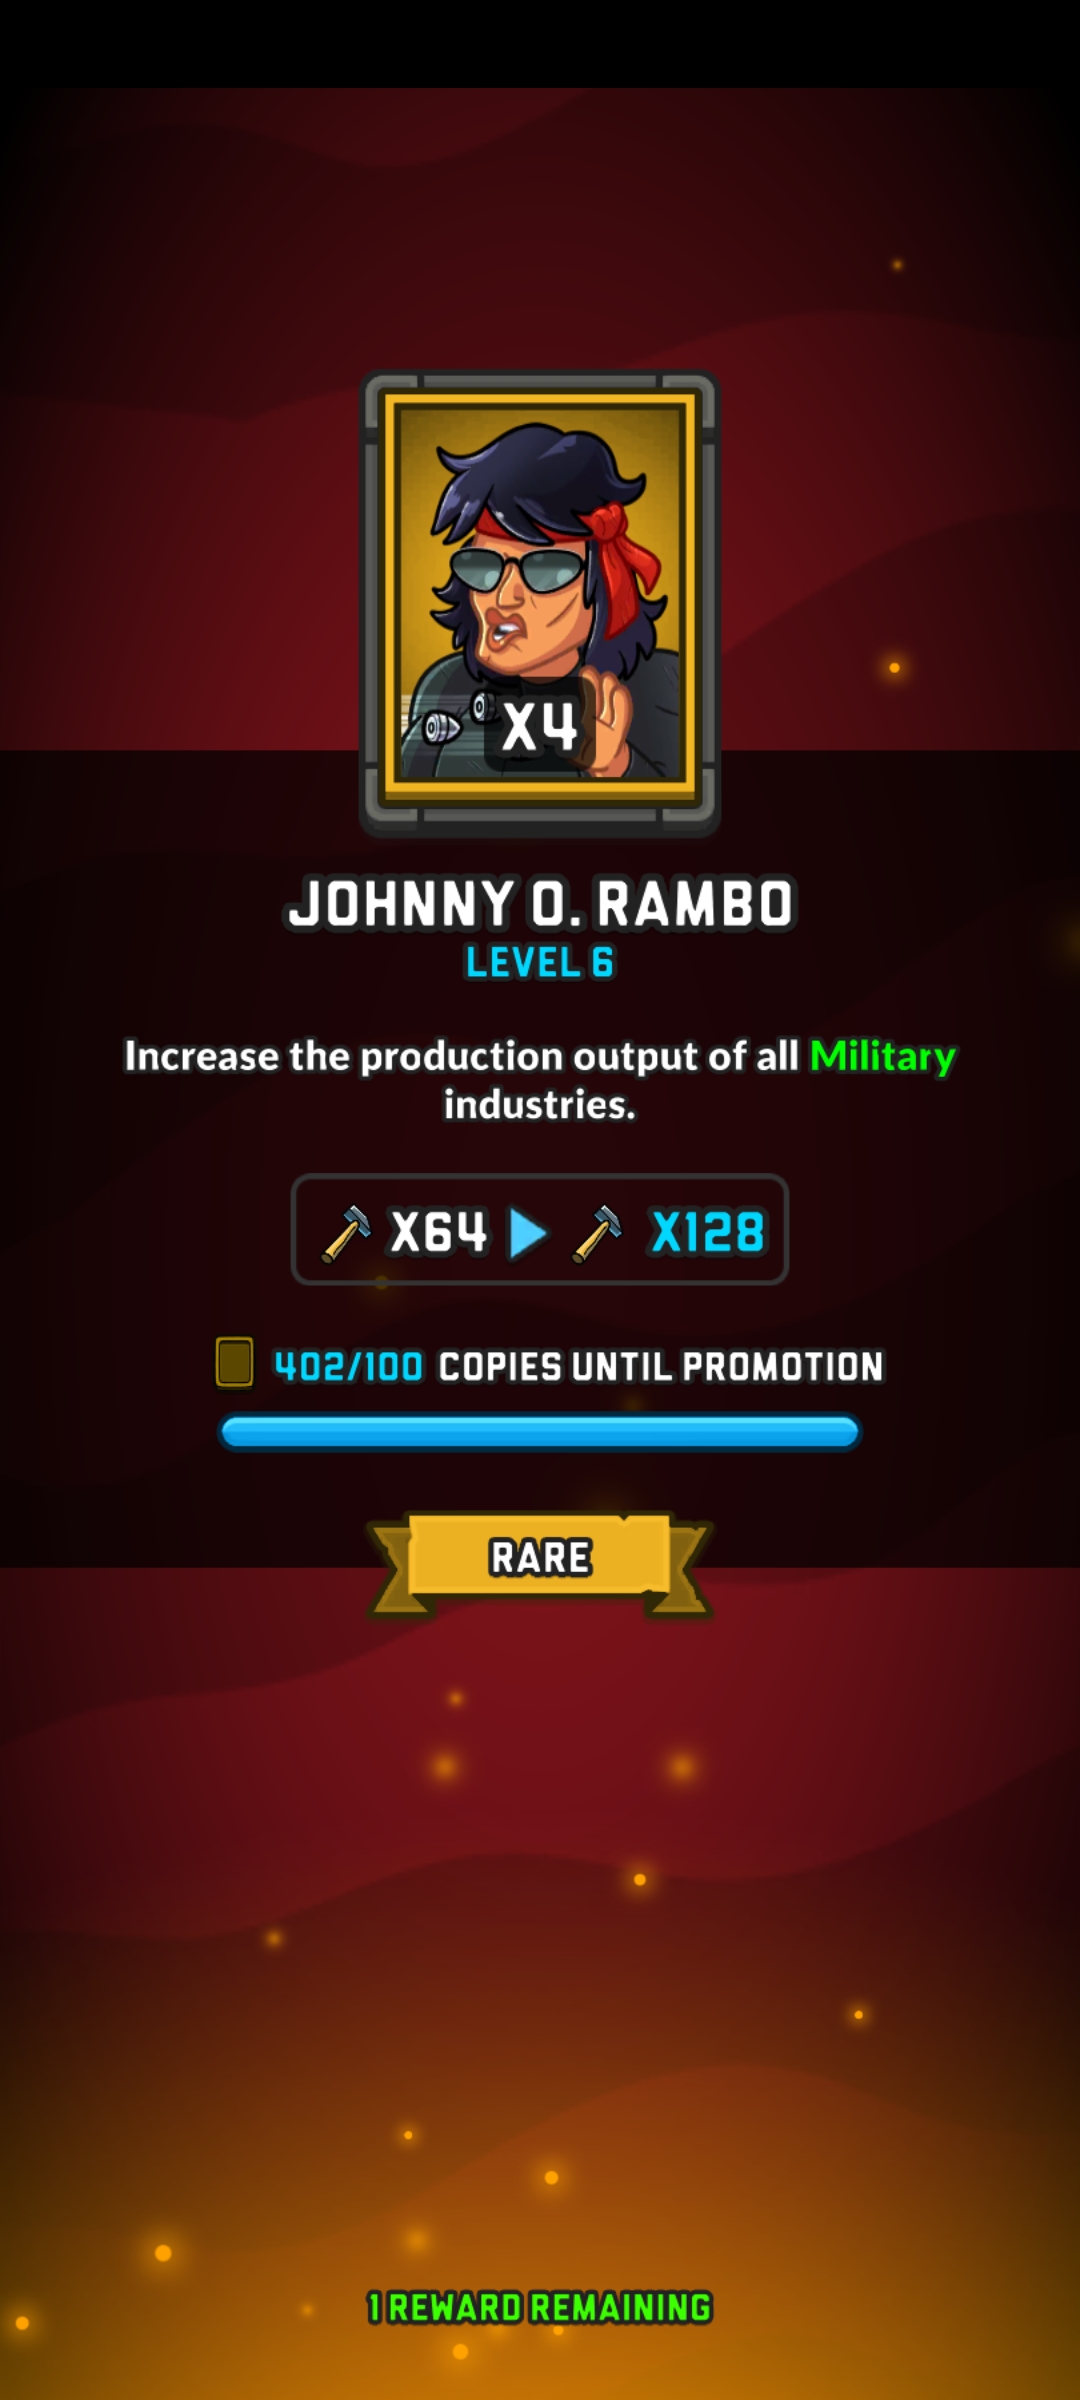 X4
JOHNNY O. RAMBO
LEVEL 6
Increase the production output of all Military
industries.
X64 X128
402/100 COPIES UNTIL PROMOTION
RARE
1 REWARD REMAINING